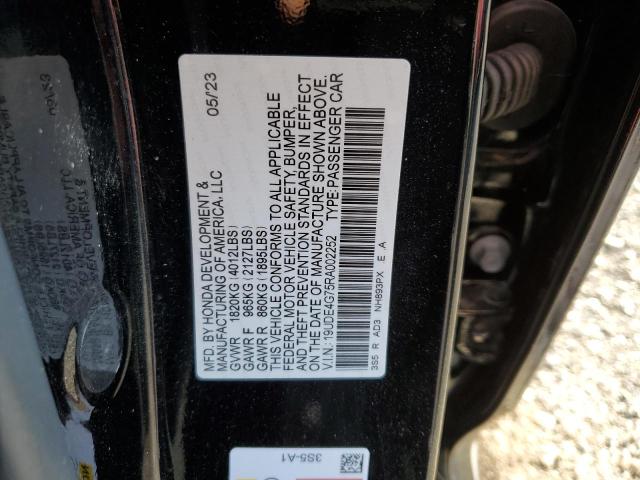 MFD. BY HONDA DEVELOPMENT &
MANUFACTURING OF AMERICA, LLC
05/23
GVWR 1820KG(4012LBS)
GAWR F 965KG(2127LBS)
GAWR R 860KG(1895LBS)
THIS VEHICLE CONFORMS TO ALL APPLICABLE
FEDERAL MOTOR VEHICLE SAFETY, BUMPER,
AND THEFT PREVENTION STANDARDS IN EFFECT
ON THE DATE OF MANUFACTURE SHOWN ABOVE.
V.I.N.:19UDE4G75RA002252 TYPE:PASSENGER CAR
3S5 R AD3 NH893PX E A
3S5-A1